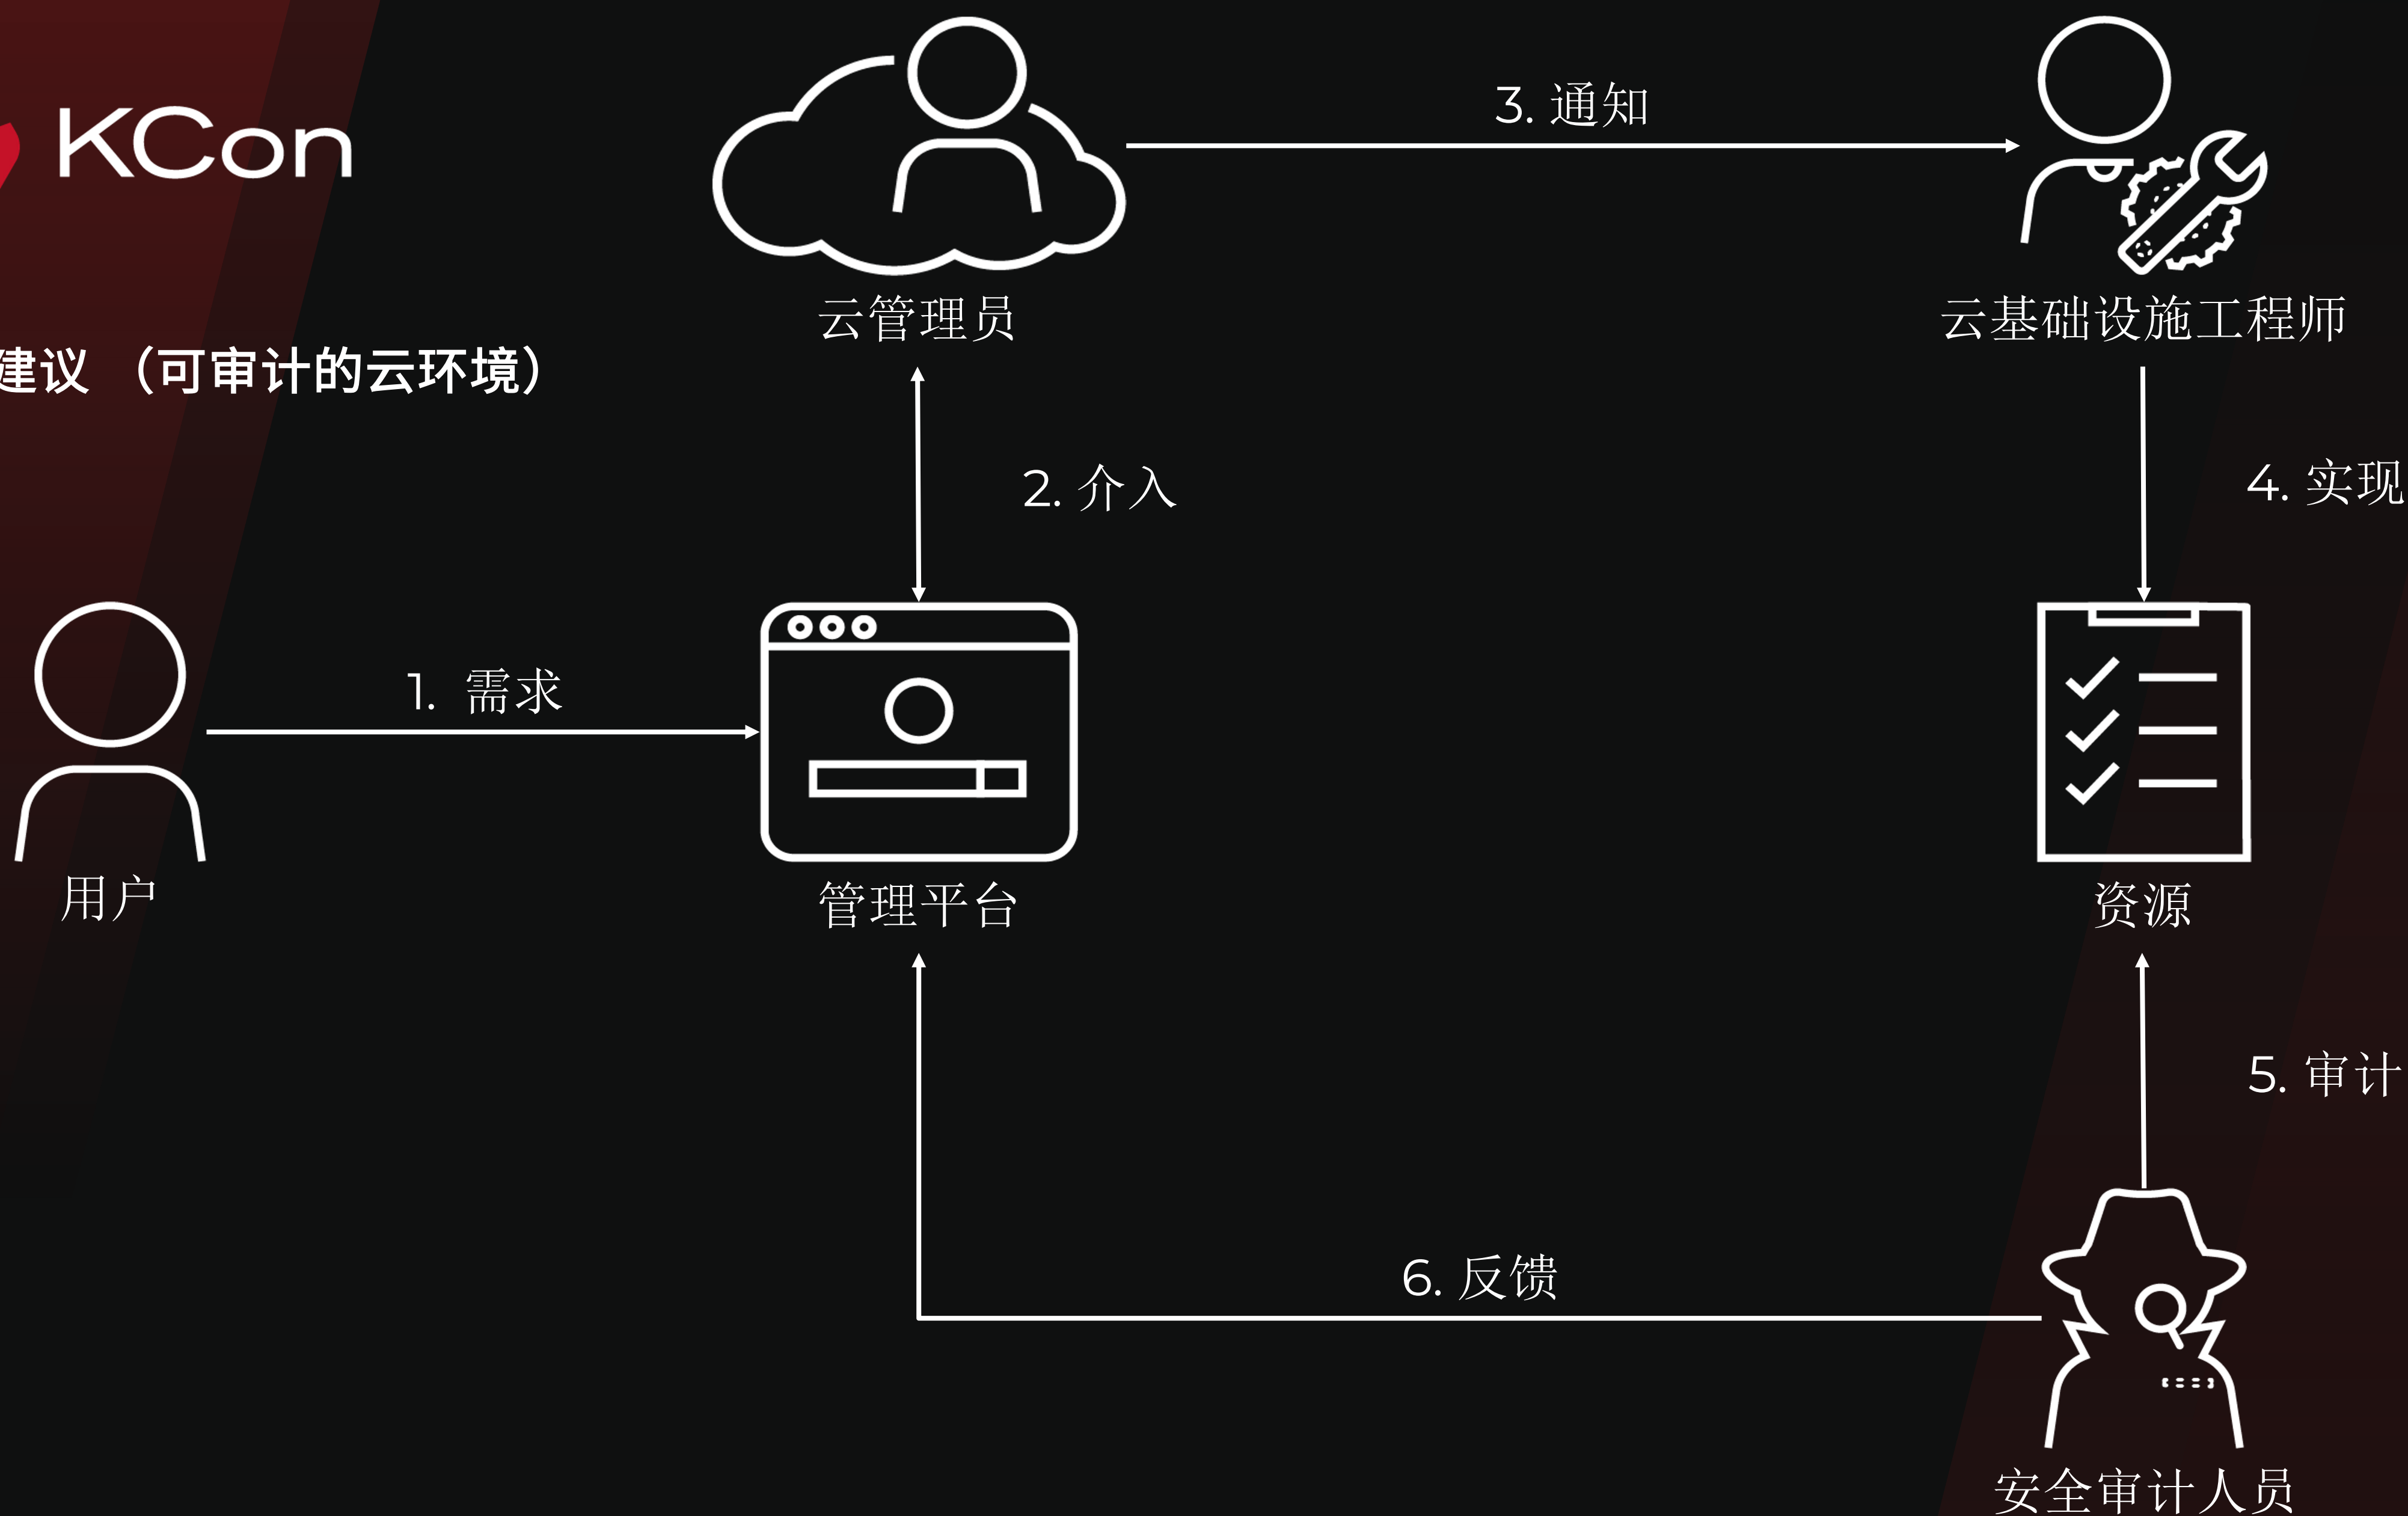 KCon
建议 （可审计的云环境）
3. 通知
云管理员
云基础设施工程师
2. 介入
4. 实现
1. 需求
用户
管理平台
资源
5. 审计
6. 反馈
安全审计人员